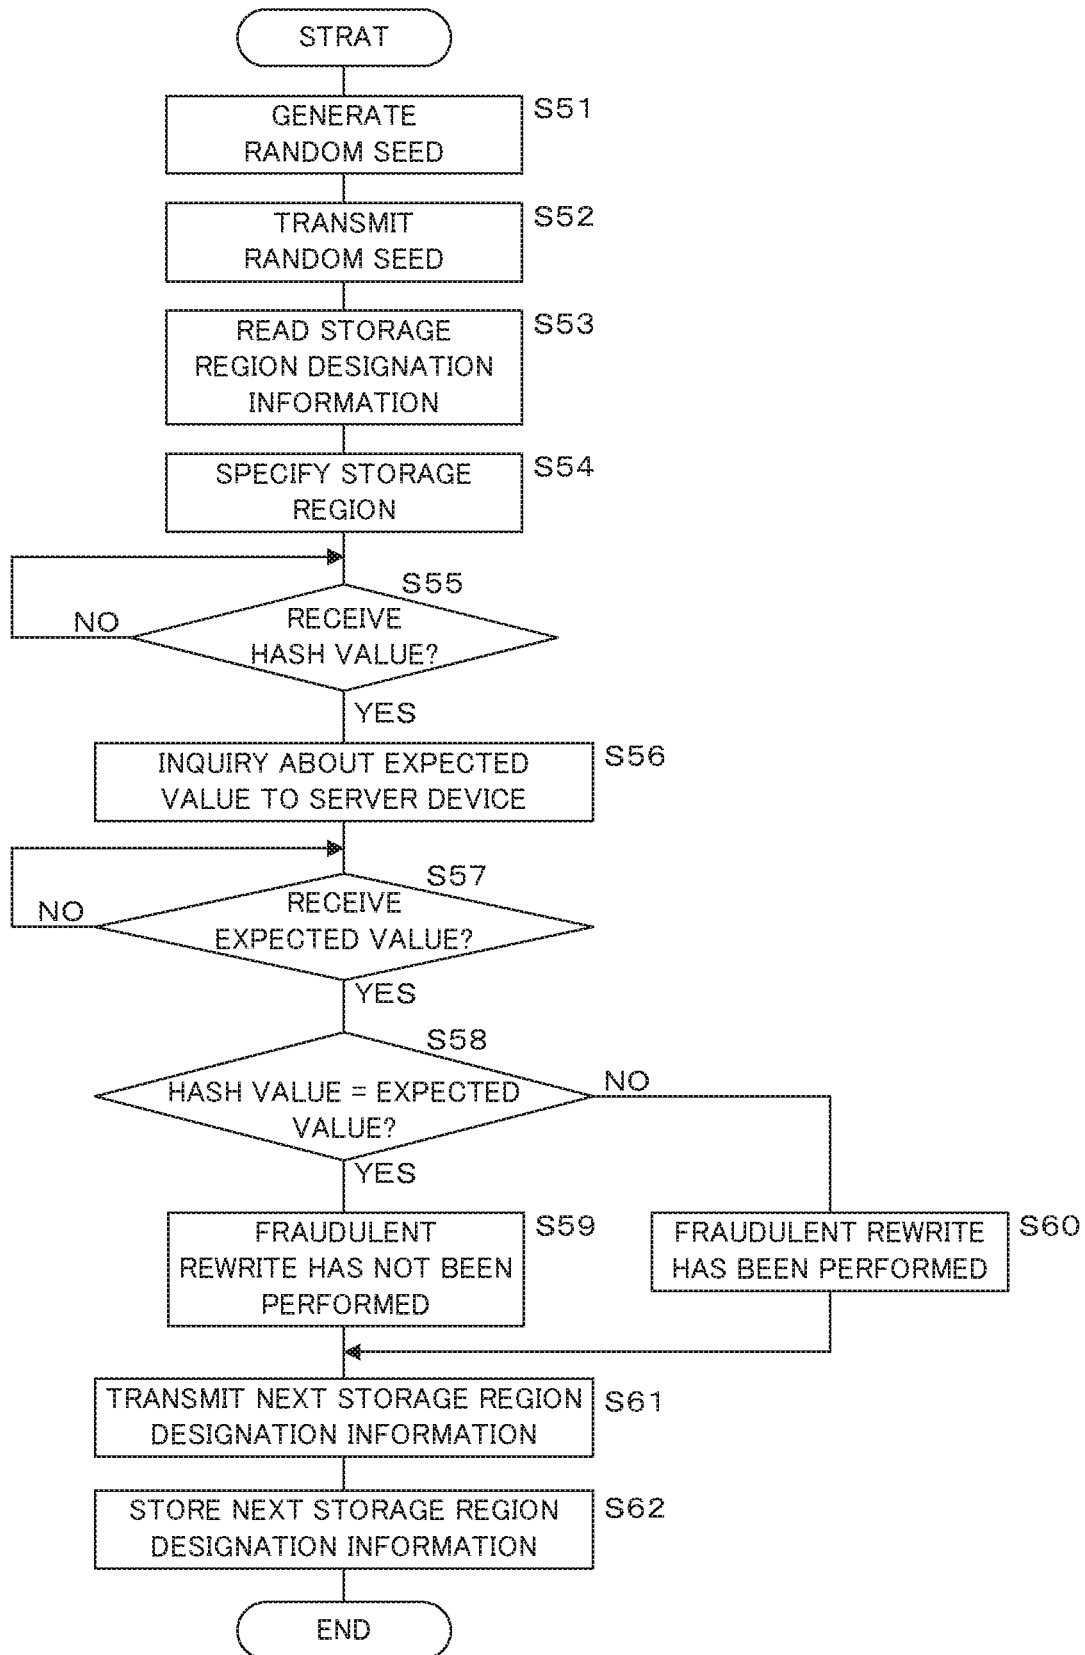 STRAT
GENERATE
RANDOM SEED
S51
TRANSMIT
RANDOM SEED
S52
READ STORAGE
REGION DESIGNATION
INFORMATION
S53
SPECIFY STORAGE
REGION
S54
S55
RECEIVE
HASH VALUE?
NO
YES
INQUIRY ABOUT EXPECTED
VALUE TO SERVER DEVICE
S56
S57
RECEIVE
EXPECTED VALUE?
NO
YES
S58
HASH VALUE = EXPECTED
VALUE?
NO
YES
FRAUDULENT
REWRITE HAS NOT BEEN
PERFORMED
S59
FRAUDULENT REWRITE
HAS BEEN PERFORMED
S60
TRANSMIT NEXT STORAGE REGION
DESIGNATION INFORMATION
S61
STORE NEXT STORAGE REGION
DESIGNATION INFORMATION
S62
END